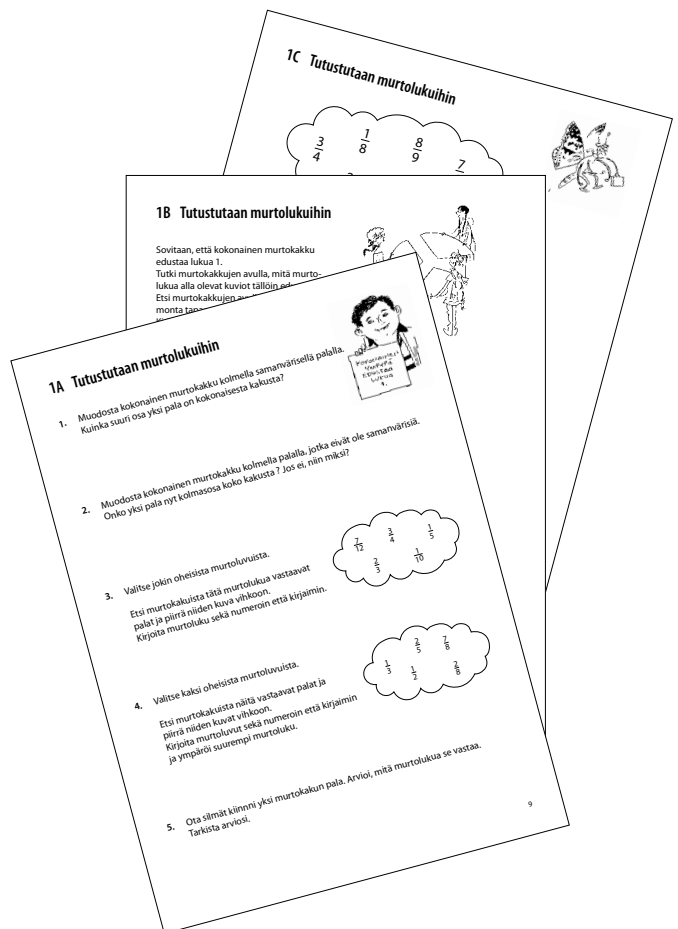 1C Tutustutaan murtolukuihin
3/4 1/8 8/9 7
1B Tutustutaan murtolukuihin
Sovitaan, että kokonainen murtokakku
edustaa lukua 1.
Tutki murtokakkujen avulla, mitä murto-
lukua alla olevat kuviot tällöin
Etsi murtokakkujen
monta
1A Tutustutaan murtolukuihin
KOKONAINEN
YMPYRÄ
EDUSTAA
LUKUA
1.
1. Muodosta kokonainen murtokakku kolmella samanvärisellä palalla.
Kuinka suuri osa yksi pala on kokonaisesta kakusta?
2. Muodosta kokonainen murtokakku kolmella palalla, jotka eivät ole samanvärisiä.
Onko yksi pala nyt kolmasosa koko kakusta ? Jos ei, niin miksi?
3. Valitse jokin oheisista murtoluvuista.
Etsi murtokakuista tätä murtolukua vastaavat
palat ja piirrä niiden kuva vihkoon.
Kirjoita murtoluku sekä numeroin että kirjaimin.
7/12 3/4 1/5
2/3 1/10
4. Valitse kaksi oheisista murtoluvuista.
Etsi murtokakuista näitä vastaavat palat ja
piirrä niiden kuvat vihkoon.
Kirjoita murtoluvut sekä numeroin että kirjaimin
ja ympäröi suurempi murtoluku.
2/5 7/8
1/3 1/2 2/8
5. Ota silmät kiinnni yksi murtokakun pala. Arvioi, mitä murtolukua se vastaa.
Tarkista arviosi.
9